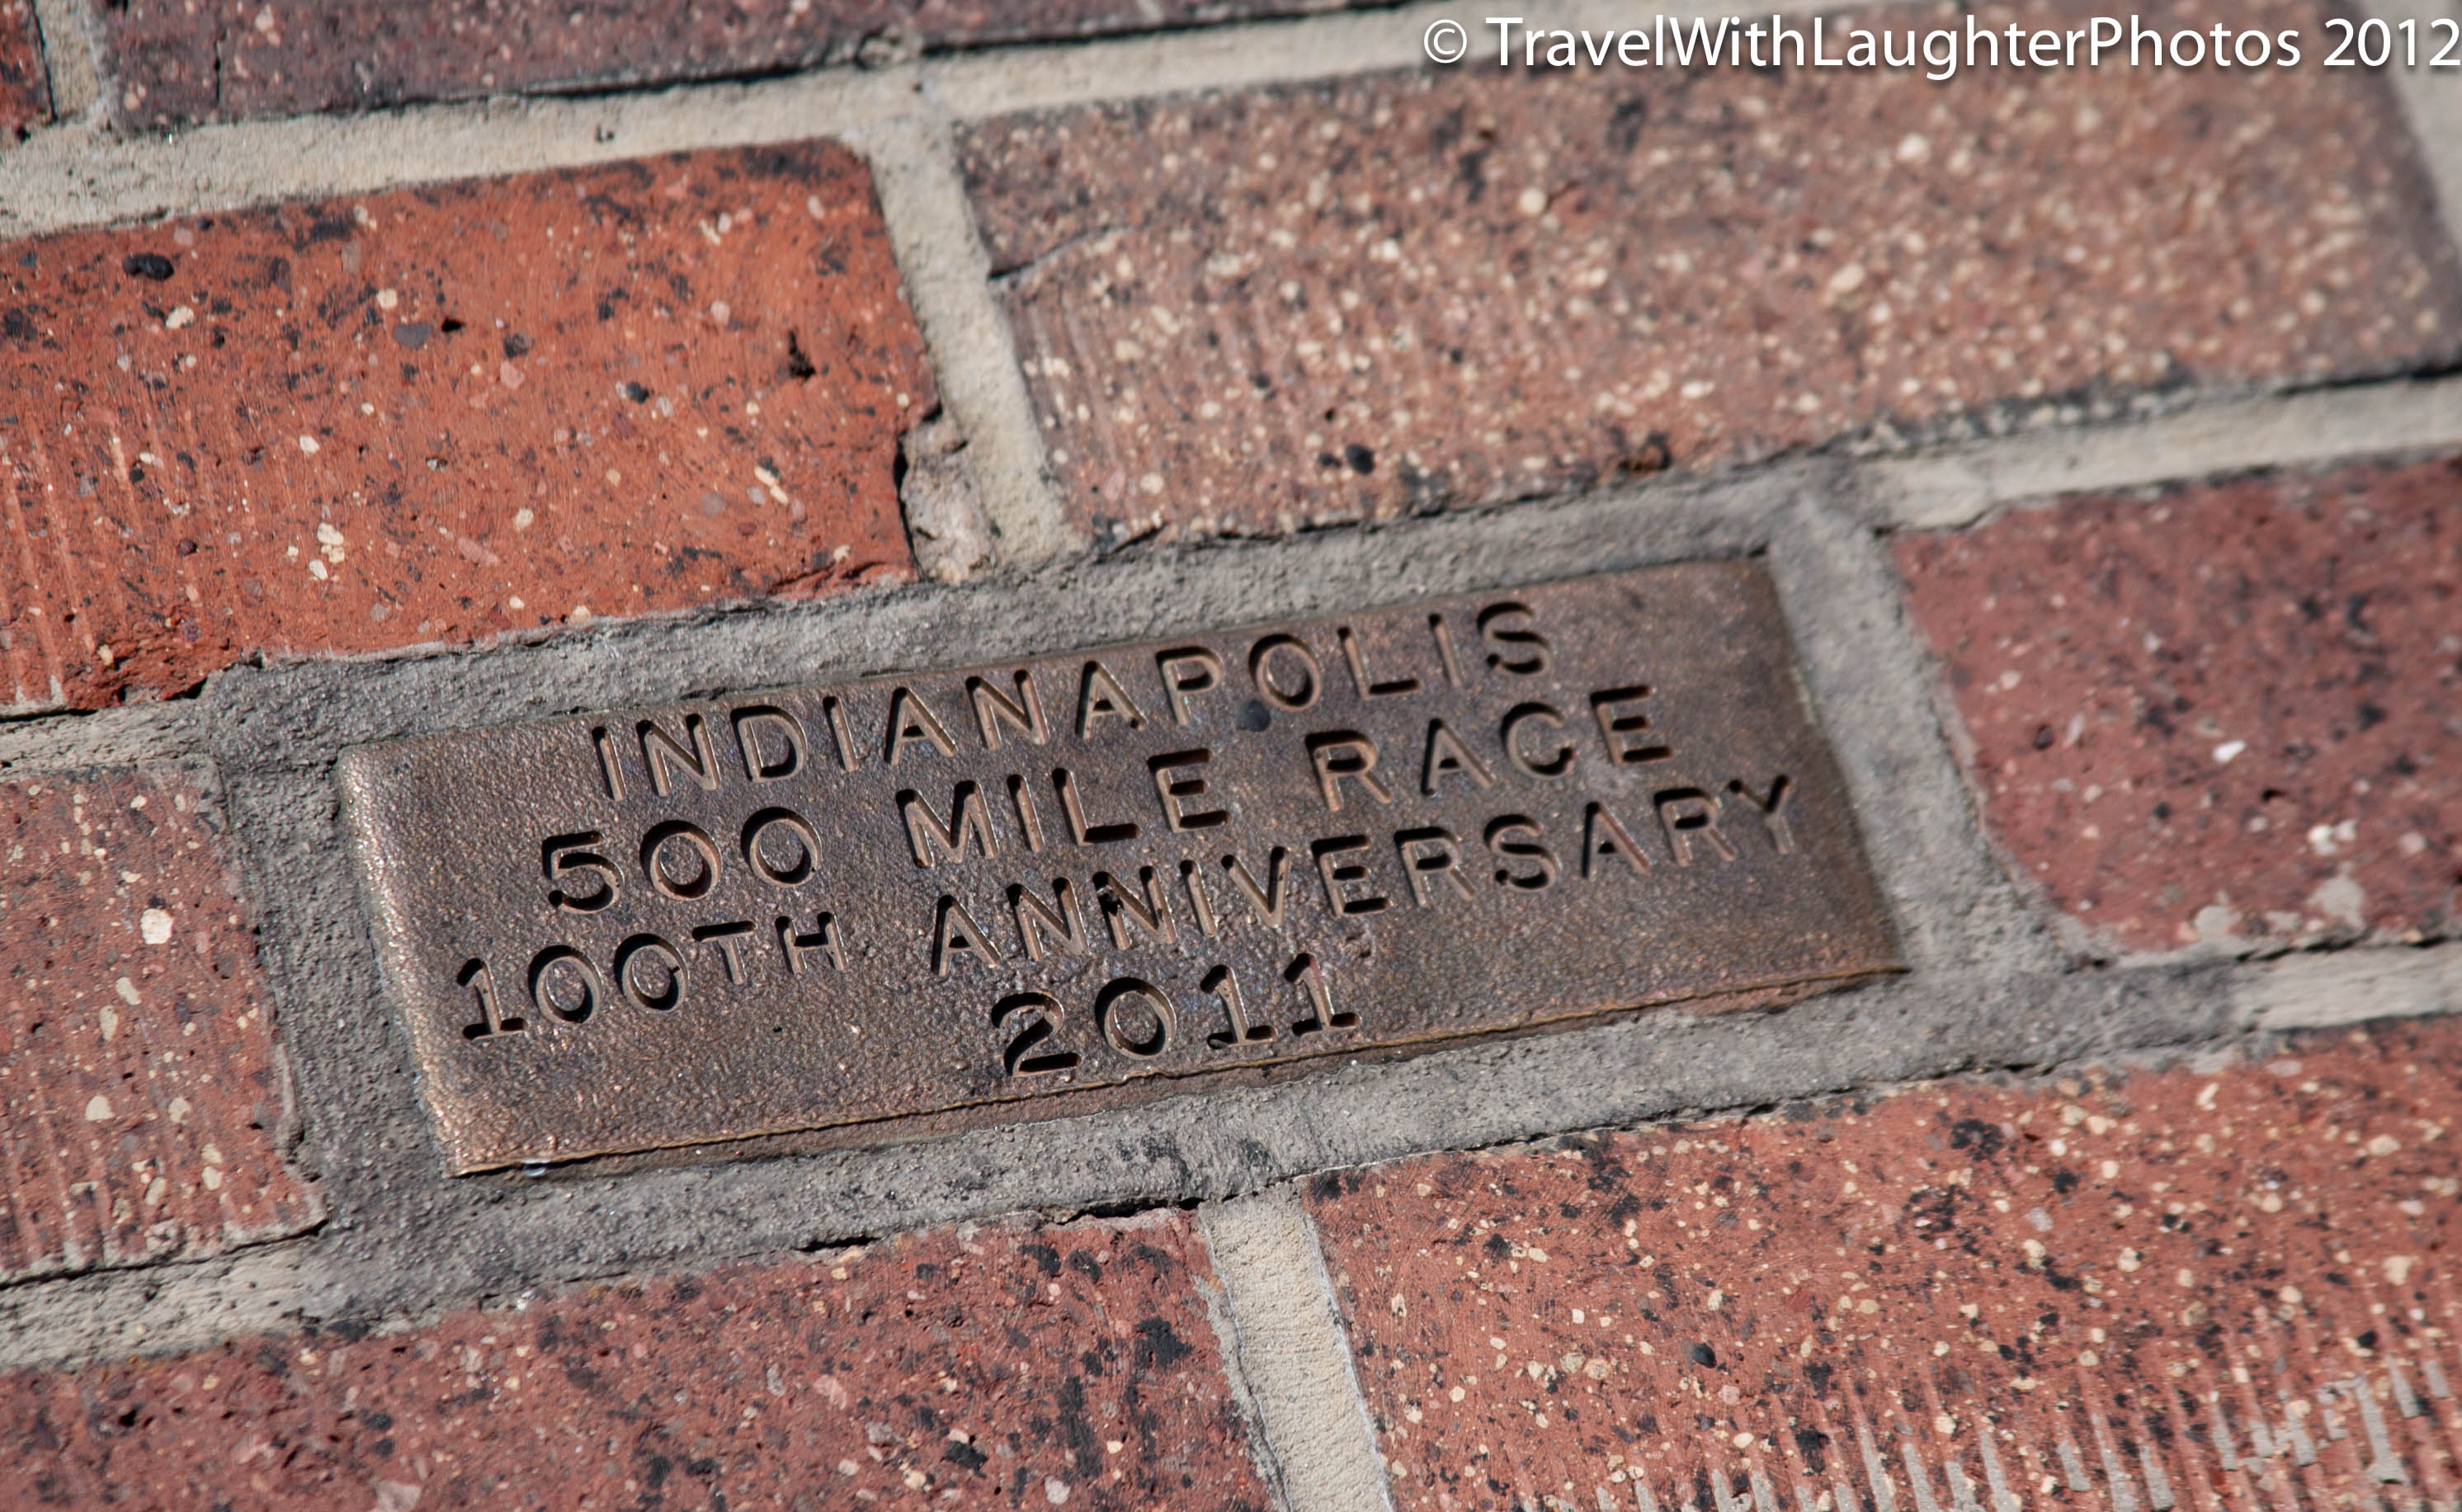 © TravelWithLaughterPhotos 2012
INDIANAPOLIS
500 MILE RACE
100TH ANNIVERSARY
2011